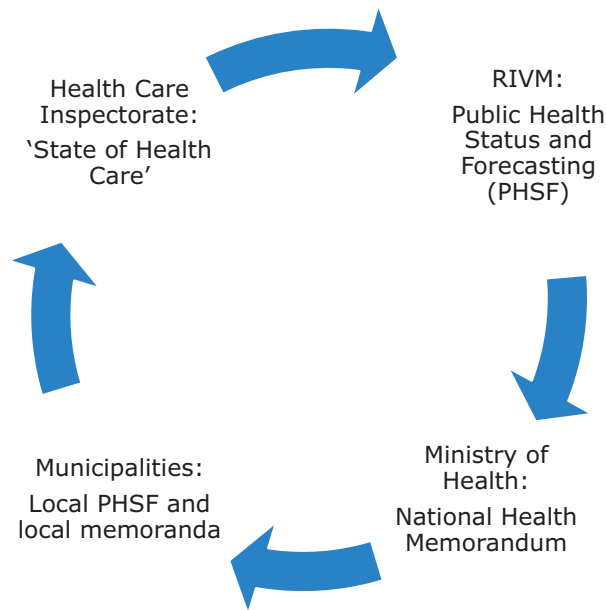 Health Care
Inspectorate:
‘State of Health
Care’
RIVM:
Public Health
Status and
Forecasting
(PHSF)
Ministry of
Health:
National Health
Memorandum
Municipalities:
Local PHSF and
local memoranda